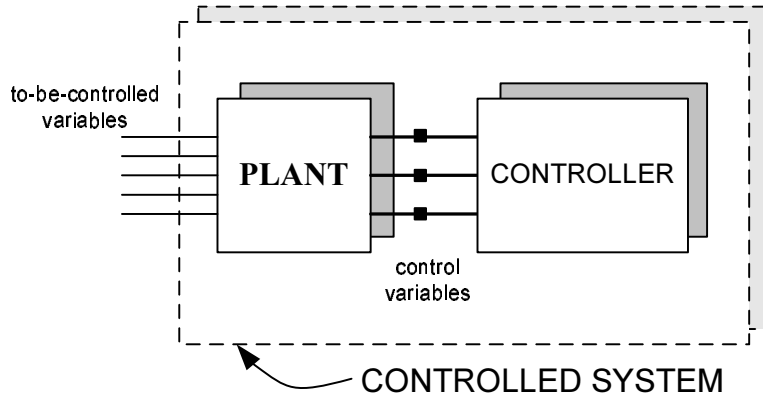 to-be-controlled
variables
PLANT
CONTROLLER
control
variables
CONTROLLED SYSTEM